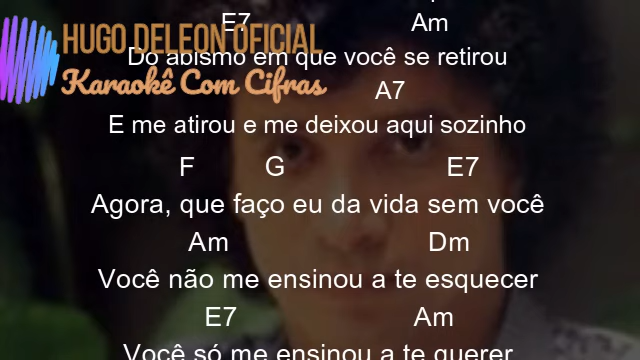 E7 Am
HUGO DELEON OFICIAL
Do abismo em que você se retirou
Karaokê Com Cifras
A7
E me atirou e me deixou aqui sozinho
F G E7
Agora, que faço eu da vida sem você
Am Dm
Você não me ensinou a te esquecer
E7 Am
Você só me ensinou a te querer